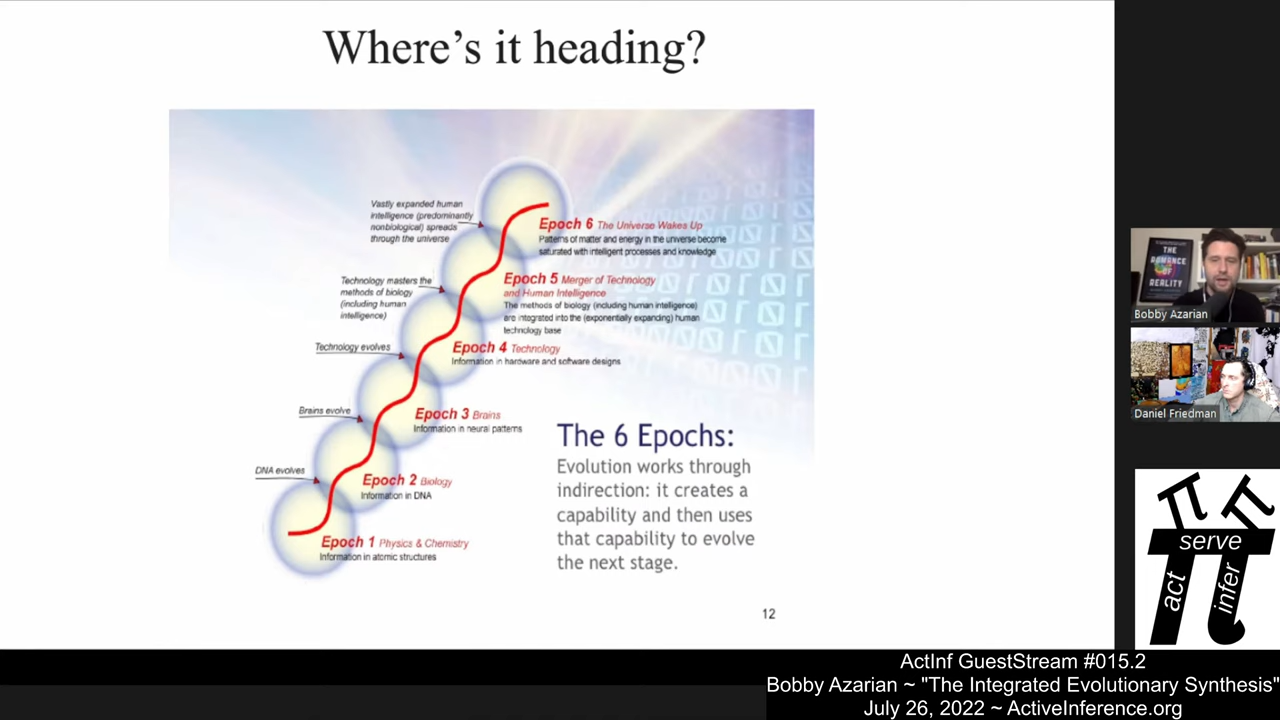 Where's it heading?
Vastly expanded human
intelligence (predominantly
nonbiological) spreads
through the universe
Epoch 6 The Universe Wakes Up
Patterns of matter and energy in the universe become
saturated with intelligent processes and knowledge
Technology masters the
methods of biology
(including human
intelligence)
Epoch 5 Merger of Technology
and Human Intelligence
The methods of biology (including human intelligence)
are integrated into the (exponentially expanding) human
technology base
Technology evolves
Epoch 4 Technology
Information in hardware and software designs
Brains evolve
Epoch 3 Brains
Information in neural patterns
DNA evolves
Epoch 2 Biology
Information in DNA
Epoch 1 Physics & Chemistry
Information in atomic structures
The 6 Epochs:
Evolution works through
indirection: it creates a
capability and then uses
that capability to evolve
the next stage.
12
THE
ROMANCE
OF
REALITY
Bobby Azarian
Daniel Friedman
serve
act
infer
ActInf GuestStream #015.2
Bobby Azarian ~ "The Integrated Evolutionary Synthesis"
July 26, 2022 ~ ActiveInference.org